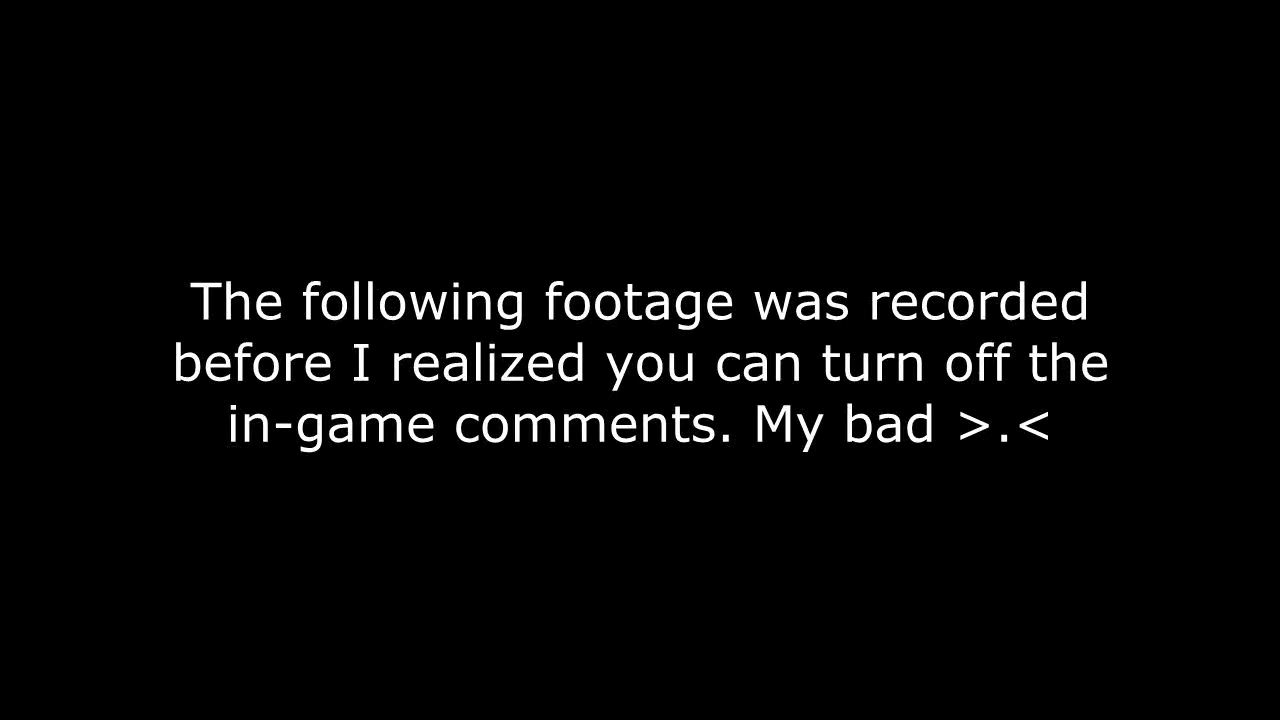 The following footage was recorded
before I realized you can turn off the
in-game comments. My bad >.<